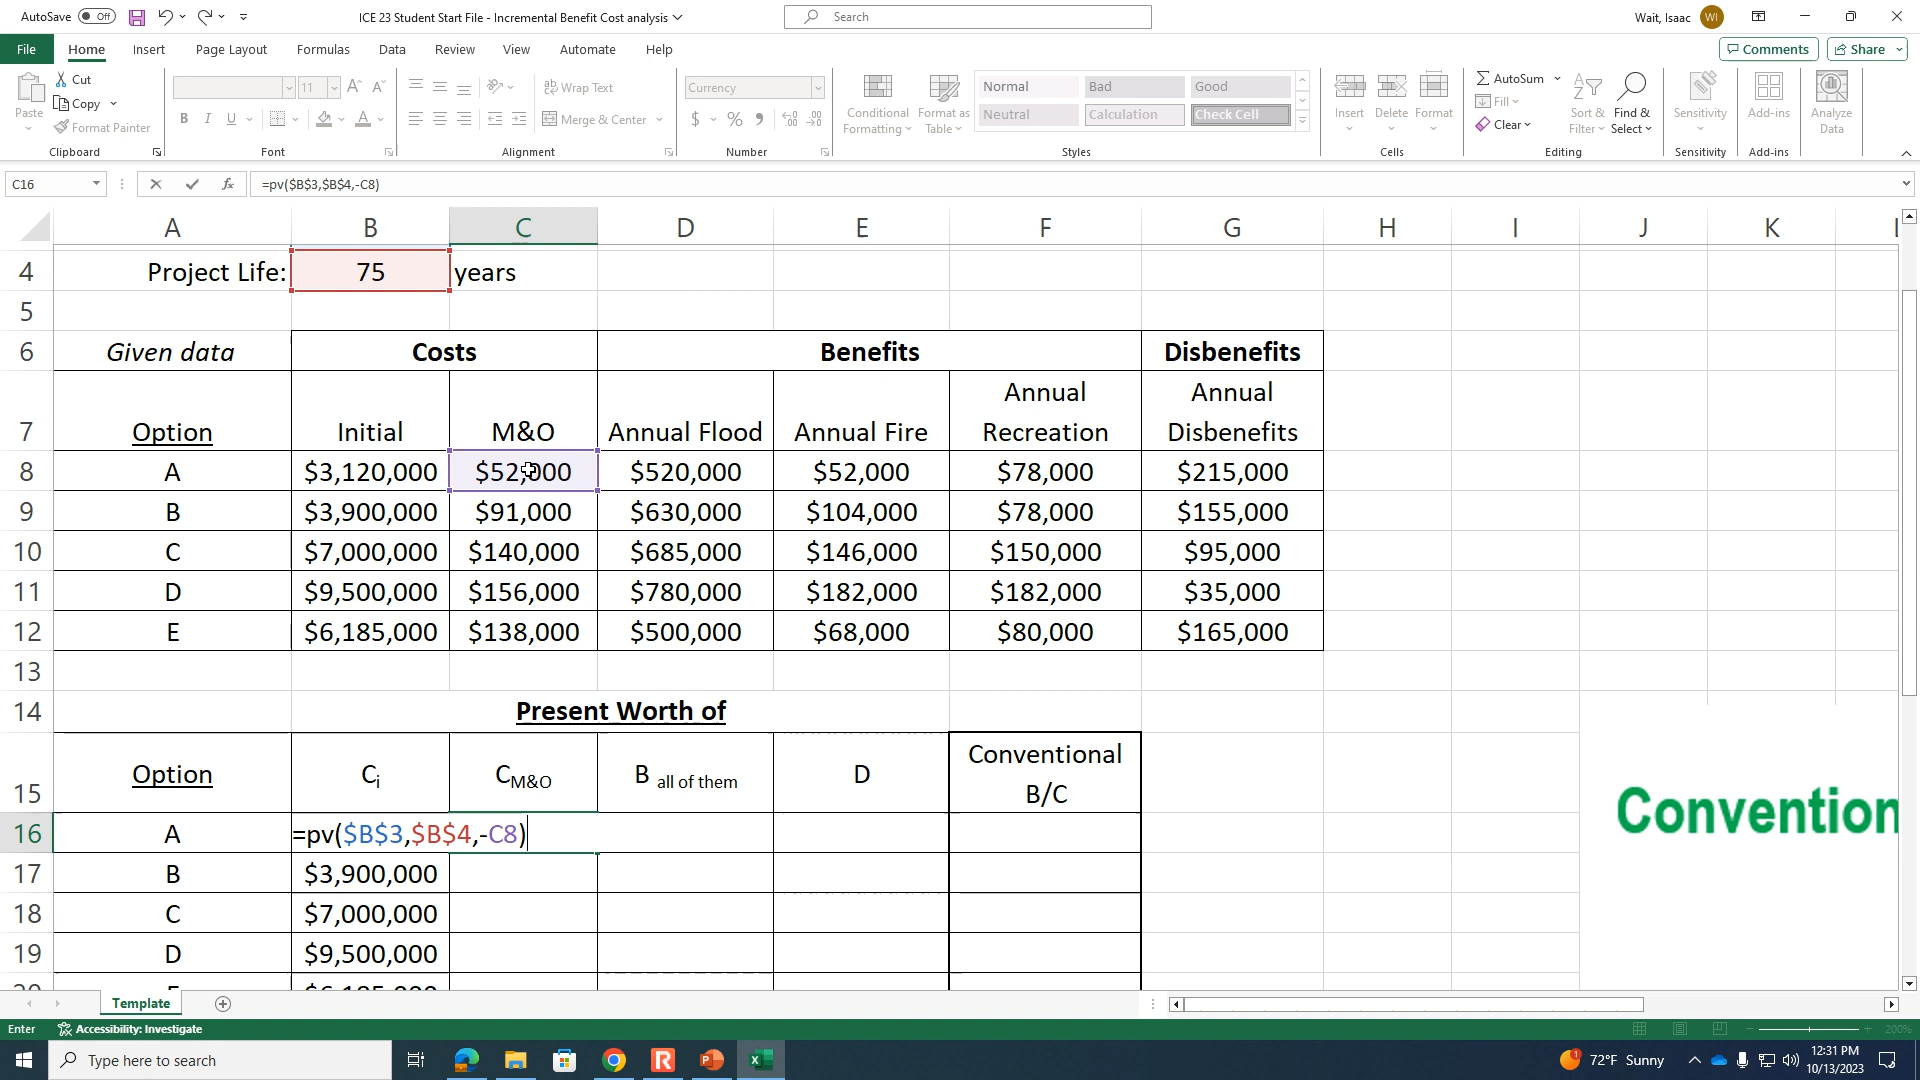 AutoSave Off ICE 23 Student Start File - Incremental Benefit Cost analysis Search Wait, Isaac WI
File Home Insert Page Layout Formulas Data Review View Automate Help Comments Share
Paste Cut Copy Format Painter
11
B I U
Wrap Text
Merge & Center
Currency
$ % 9
Conditional Formatting Format as Table
Normal Bad Good
Neutral Calculation Check Cell
Insert Delete Format
AutoSum Fill Clear
Sort & Filter Find & Select
Sensitivity Add-ins Analyze Data
Clipboard Font Alignment Number Styles Cells Editing Sensitivity Add-ins
C16 fx =pv($B$3,$B$4,-C8)
A B C D E F G H I J K
4 Project Life: 75 years
5
6 Given data Costs Benefits Disbenefits
7 Option Initial M&O Annual Flood Annual Fire Annual Recreation Annual Disbenefits
8 A $3,120,000 $52,000 $520,000 $52,000 $78,000 $215,000
9 B $3,900,000 $91,000 $630,000 $104,000 $78,000 $155,000
10 C $7,000,000 $140,000 $685,000 $146,000 $150,000 $95,000
11 D $9,500,000 $156,000 $780,000 $182,000 $182,000 $35,000
12 E $6,185,000 $138,000 $500,000 $68,000 $80,000 $165,000
13
14 Present Worth of
15 Option Ci CM&O B all of them D Conventional B/C
16 A =pv($B$3,$B$4,-C8)
Convention
17 B $3,900,000
18 C $7,000,000
19 D $9,500,000
Template
Enter Accessibility: Investigate 200%
Type here to search 72°F Sunny 12:31 PM
10/13/2023